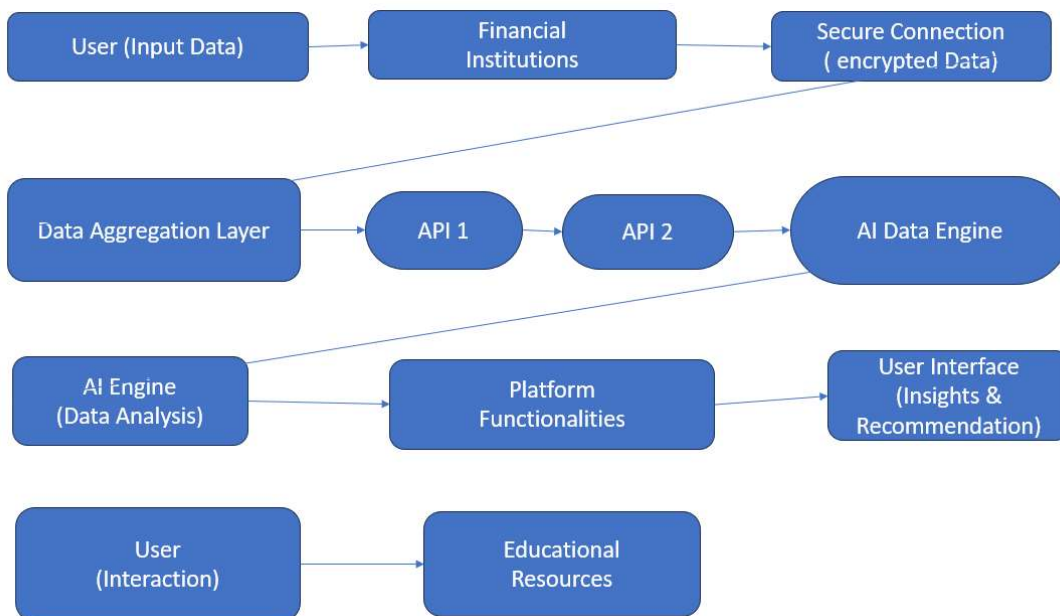 User (Input Data)
Financial
Institutions
Secure Connection
( encrypted Data)
Data Aggregation Layer
API 1
API 2
AI Data Engine
AI Engine
(Data Analysis)
Platform
Functionalities
User Interface
(Insights &
Recommendation)
User
(Interaction)
Educational
Resources